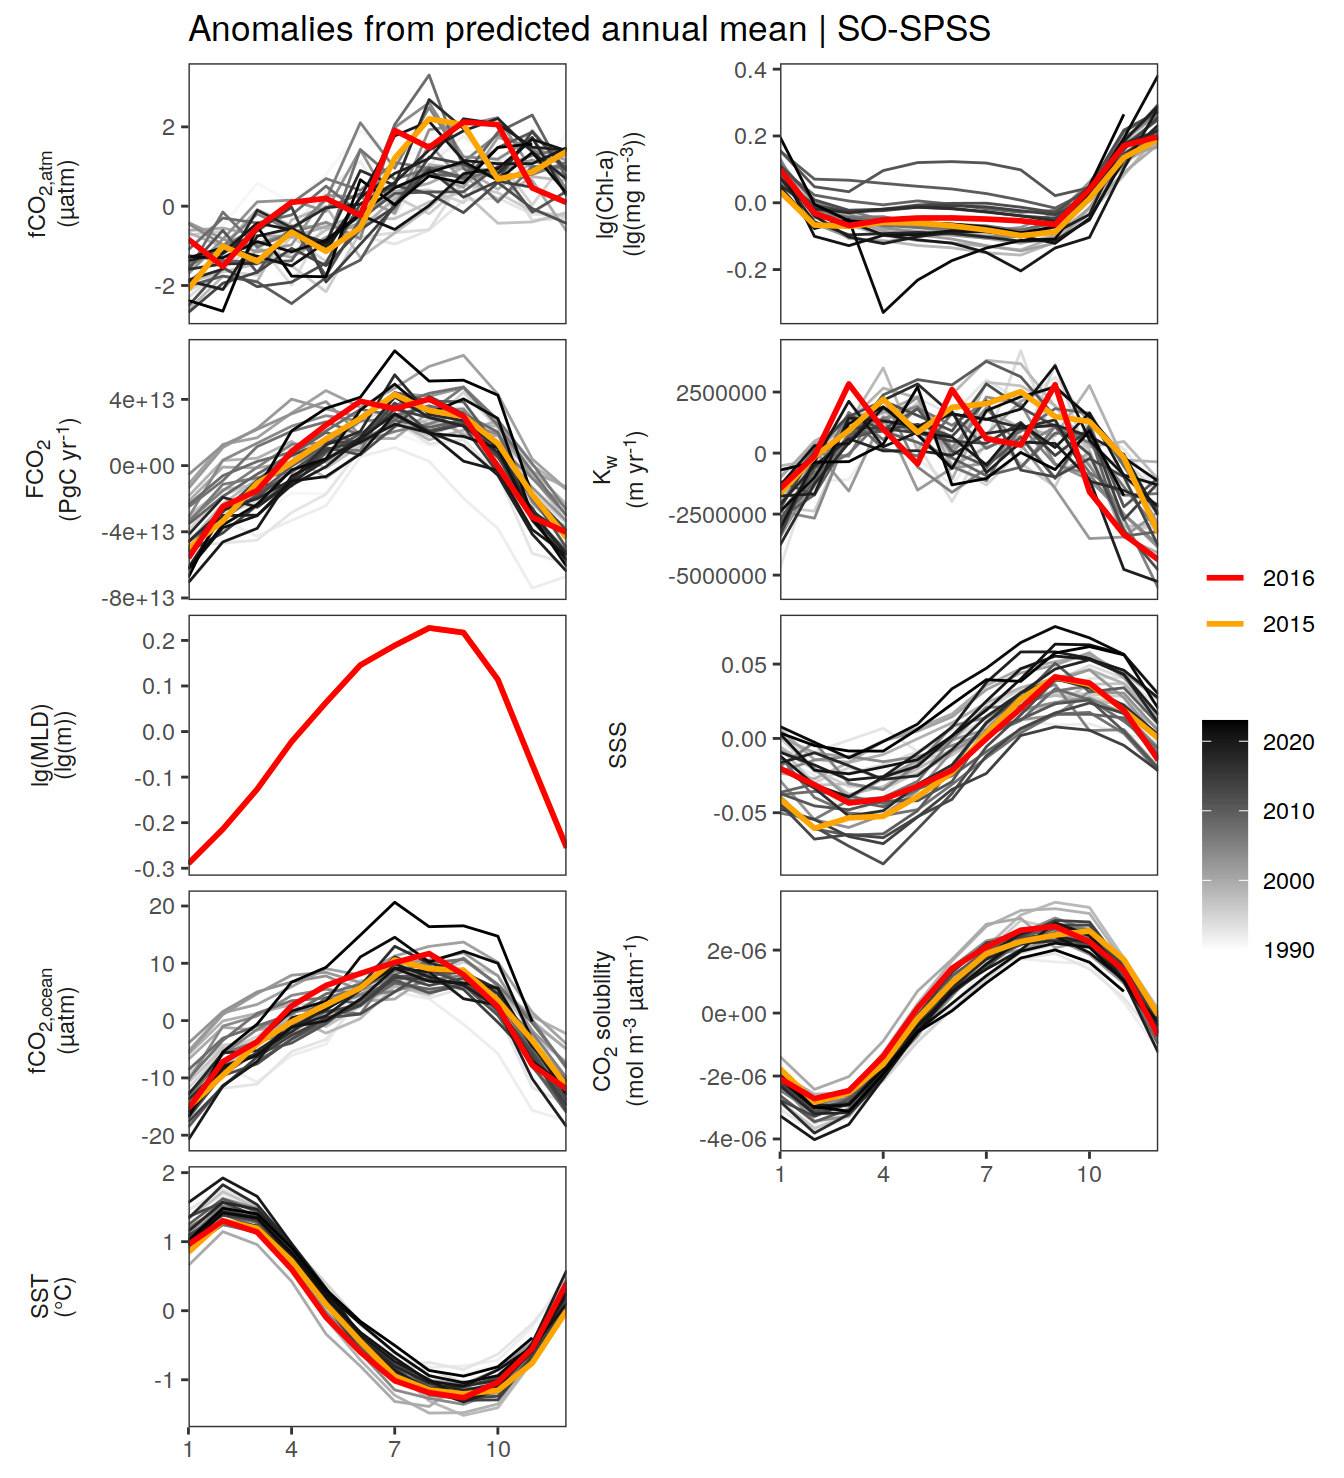 Anomalies from predicted annual mean | SO-SPSS
fCO2,atm
(µatm)
2
0
-2
lg(Chl-a)
(lg(mg m-3))
0.4
0.2
0.0
-0.2
FCO2
(PgC yr-1)
4e+13
0e+00
-4e+13
-8e+13
Kw
(m yr-1)
2500000
0
-2500000
-5000000
lg(MLD)
(lg(m))
0.2
0.1
0.0
-0.1
-0.2
-0.3
SSS
0.05
0.00
-0.05
fCO2,ocean
(µatm)
20
10
0
-10
-20
CO2 solubility
(mol m-3 µatm-1)
2e-06
0e+00
-2e-06
-4e-06
1 4 7 10
SST
(°C)
2
1
0
-1
1 4 7 10
2016
2015
2020
2010
2000
1990